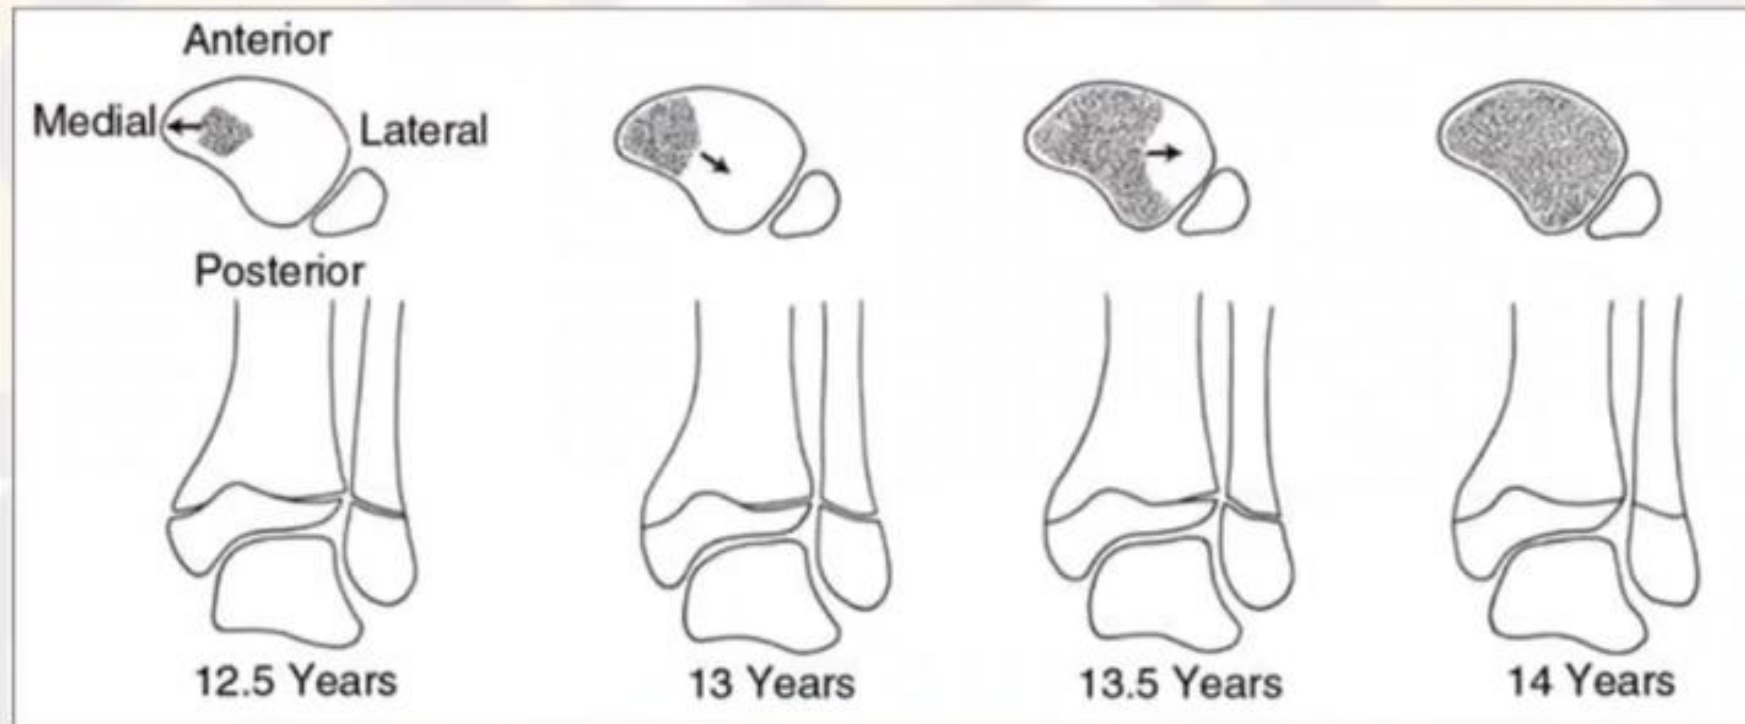 Anterior
Medial
Lateral
Posterior
12.5 Years
13 Years
13.5 Years
14 Years